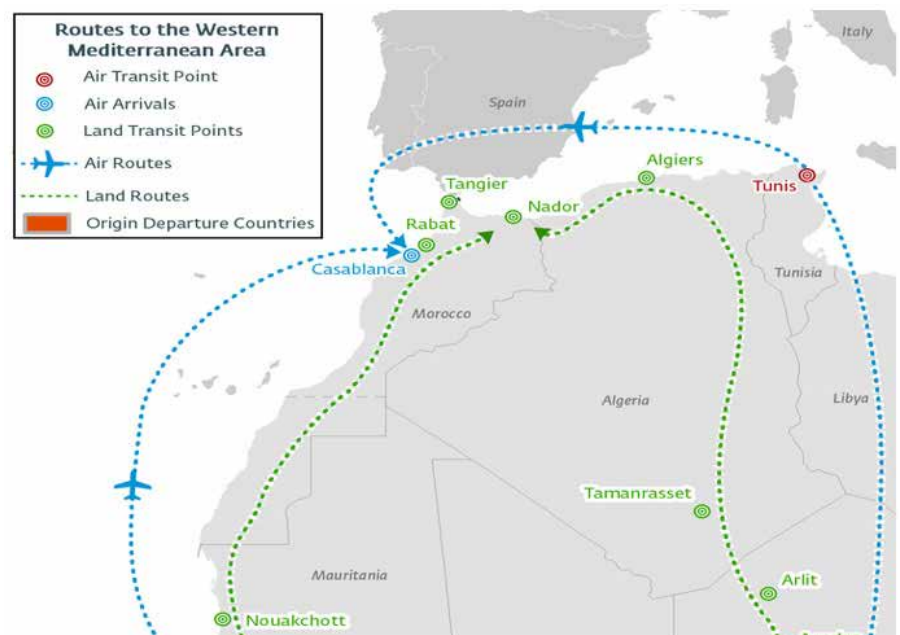 Routes to the Western
Mediterranean Area
Air Transit Point
Air Arrivals
Land Transit Points
Air Routes
Land Routes
Origin Departure Countries
Italy
Spain
Algiers
Tunis
Tangier
Nador
Rabat
Casablanca
Tunisia
Morocco
Algeria
Libya
Tamanrasset
Mauritania
Arlit
Nouakchott